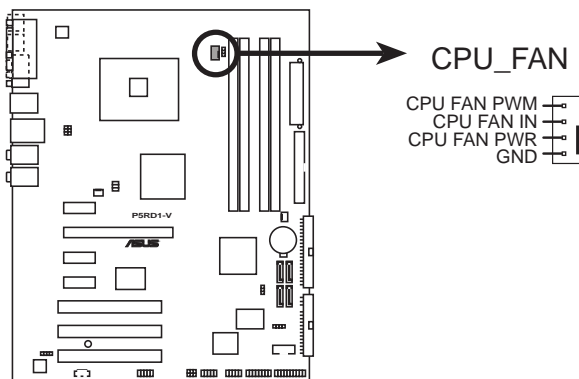 CPU_FAN
CPU FAN PWM
CPU FAN IN
CPU FAN PWR
GND
P5RD1-V
ASUS